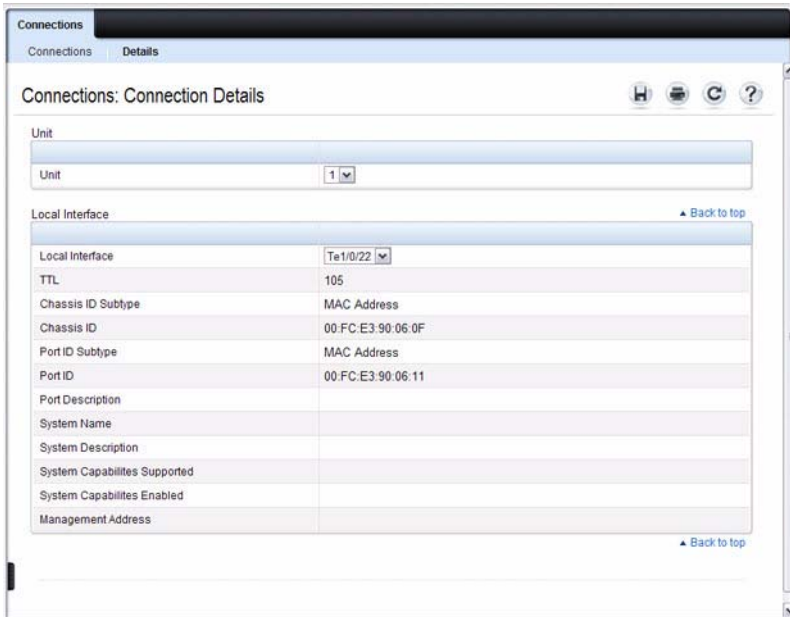 Connections
Connections Details
Connections: Connection Details
Unit
Unit 1
Local Interface Back to top
Local Interface Te1/0/22
TTL 105
Chassis ID Subtype MAC Address
Chassis ID 00:FC:E3:90:06:0F
Port ID Subtype MAC Address
Port ID 00:FC:E3:90:06:11
Port Description
System Name
System Description
System Capabilites Supported
System Capabilites Enabled
Management Address
Back to top